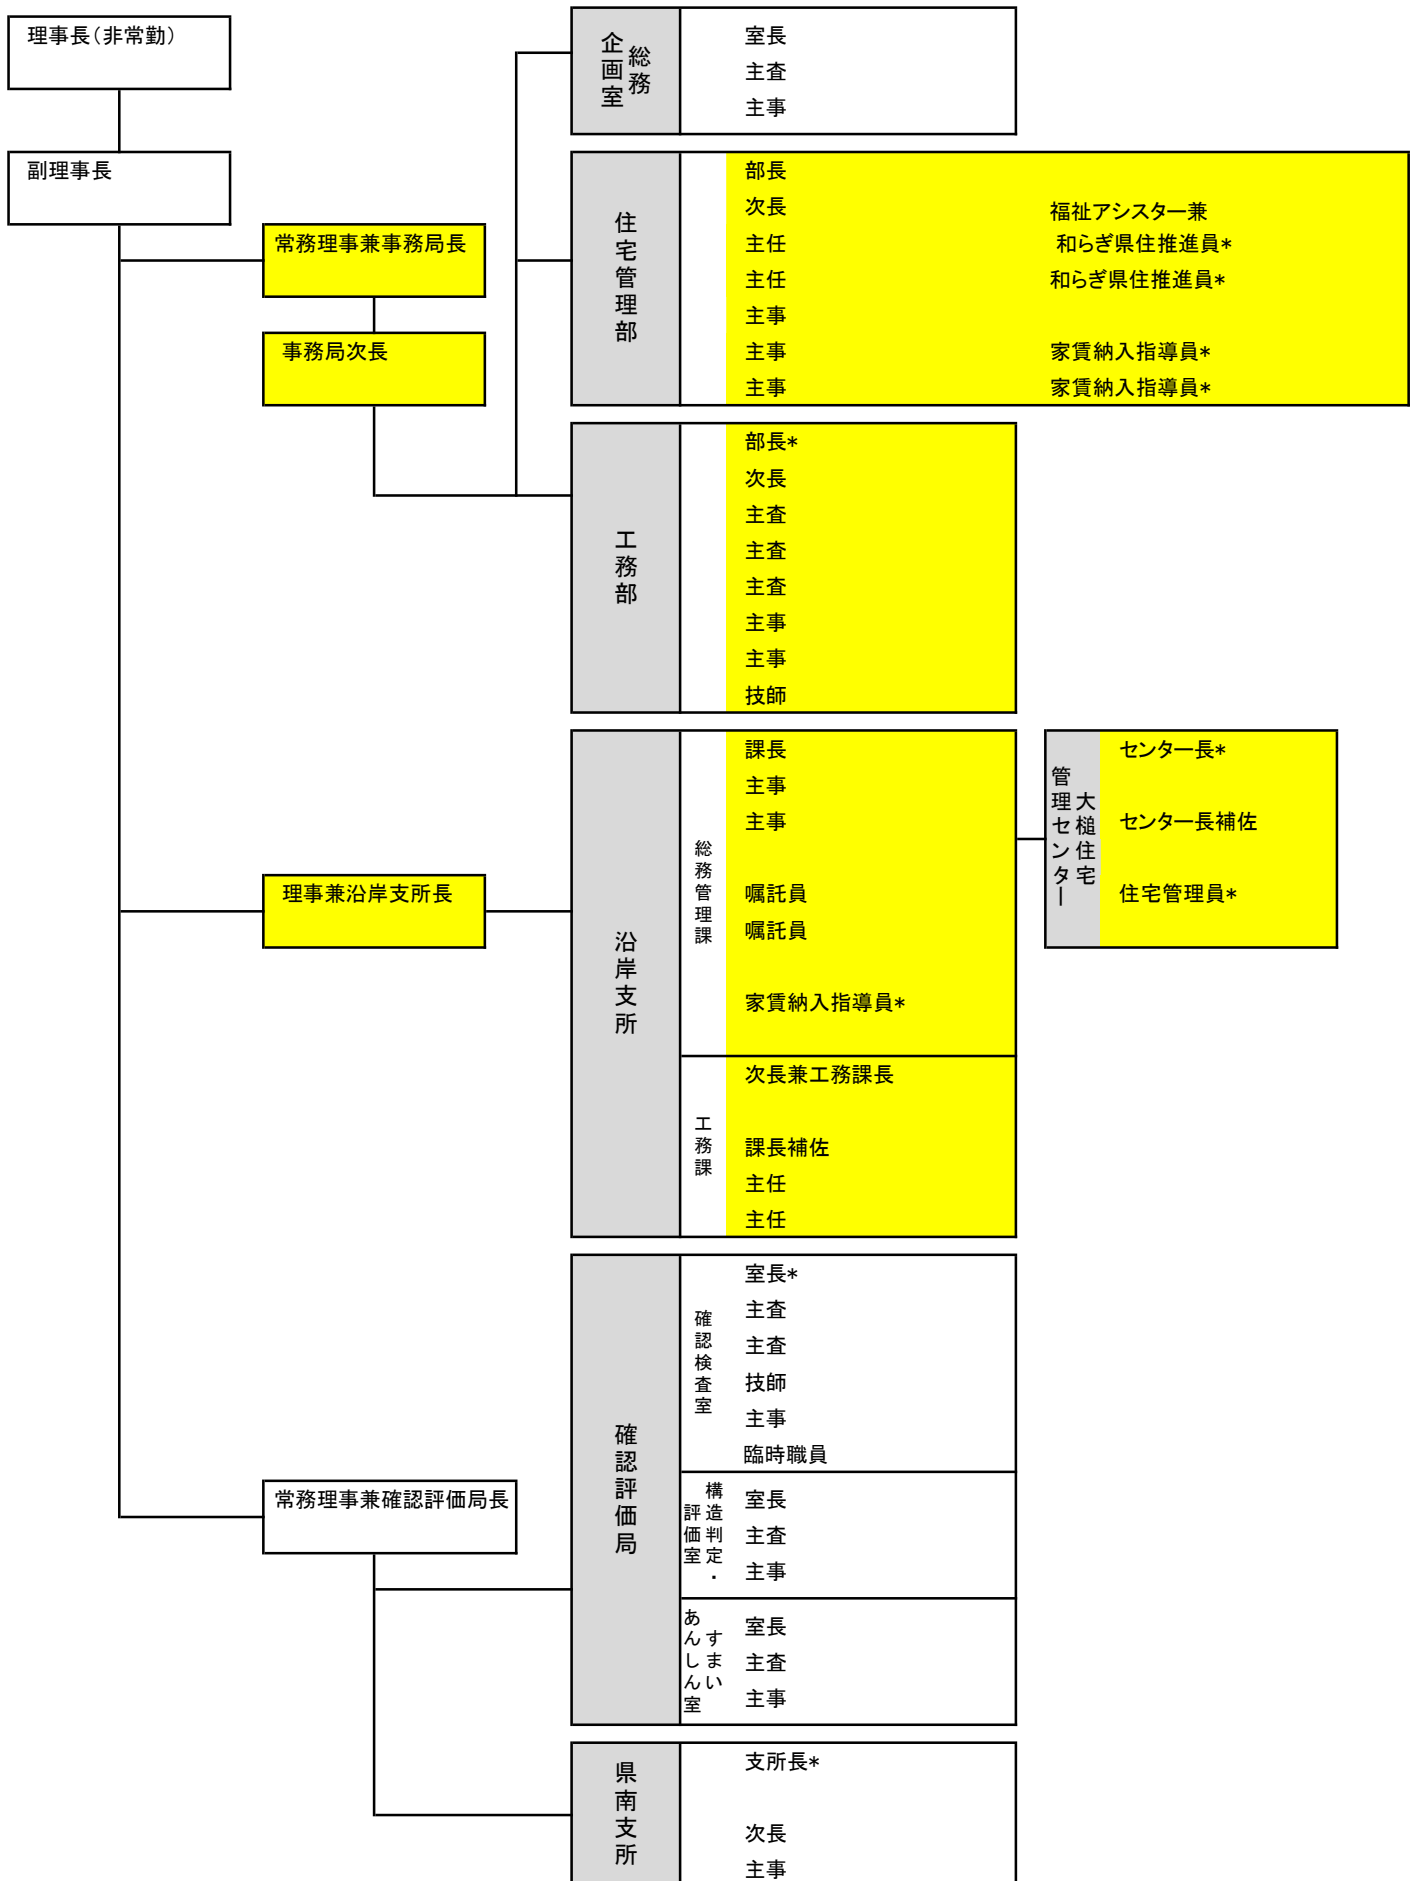 理事長（非常勤）
副理事長
常務理事兼事務局長
事務局次長
総務
企画室
室長
主査
主事
住宅管理部
部長
次長
主任
主任
主事
主事
主事
福祉アシスター兼
和らぎ県住推進員*
和らぎ県住推進員*
家賃納入指導員*
家賃納入指導員*
工務部
部長*
次長
主査
主査
主査
主事
主事
技師
理事兼沿岸支所長
沿岸支所
総務管理課
課長
主事
主事
嘱託員
嘱託員
家賃納入指導員*
大槌住宅
管理センター
センター長*
センター長補佐
住宅管理員*
工務課
次長兼工務課長
課長補佐
主任
主任
常務理事兼確認評価局長
確認評価局
確認検査室
室長*
主査
主査
技師
主事
臨時職員
構造判定・
評価室
室長
主査
主事
すまい
あんしん室
室長
主査
主事
県南支所
支所長*
次長
主事